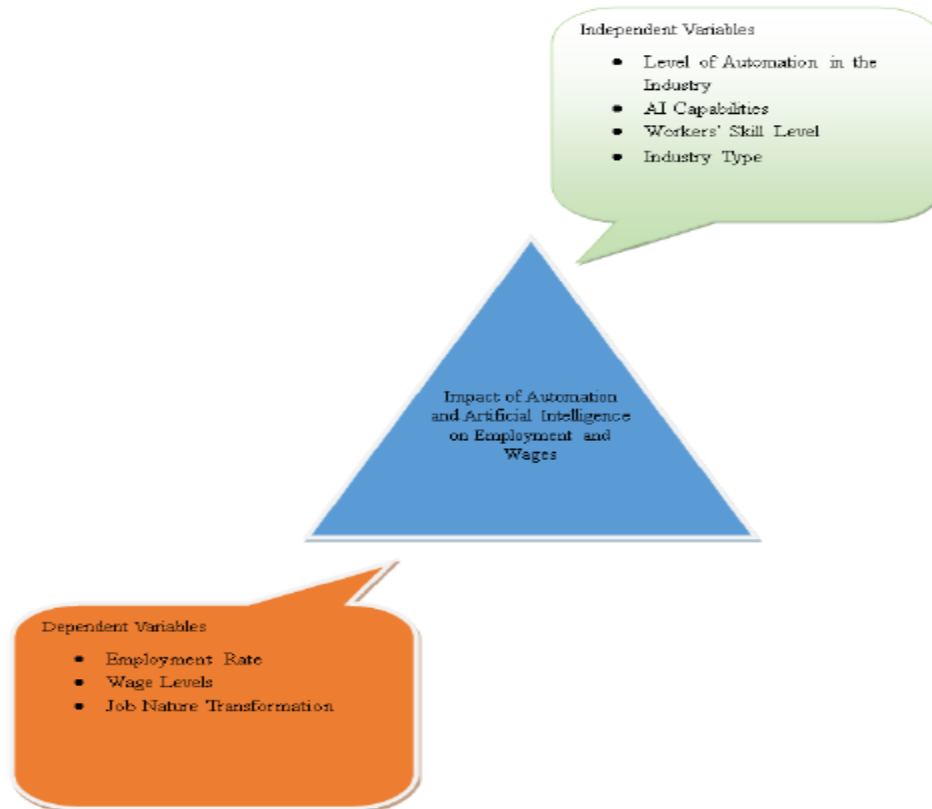 Independent Variables
• Level of Automation in the
Industry
• AI Capabilities
• Workers' Skill Level
• Industry Type
Impact of Automation
and Artificial Intelligence
on Employment and
Wages
Dependent Variables
• Employment Rate
• Wage Levels
• Job Nature Transformation